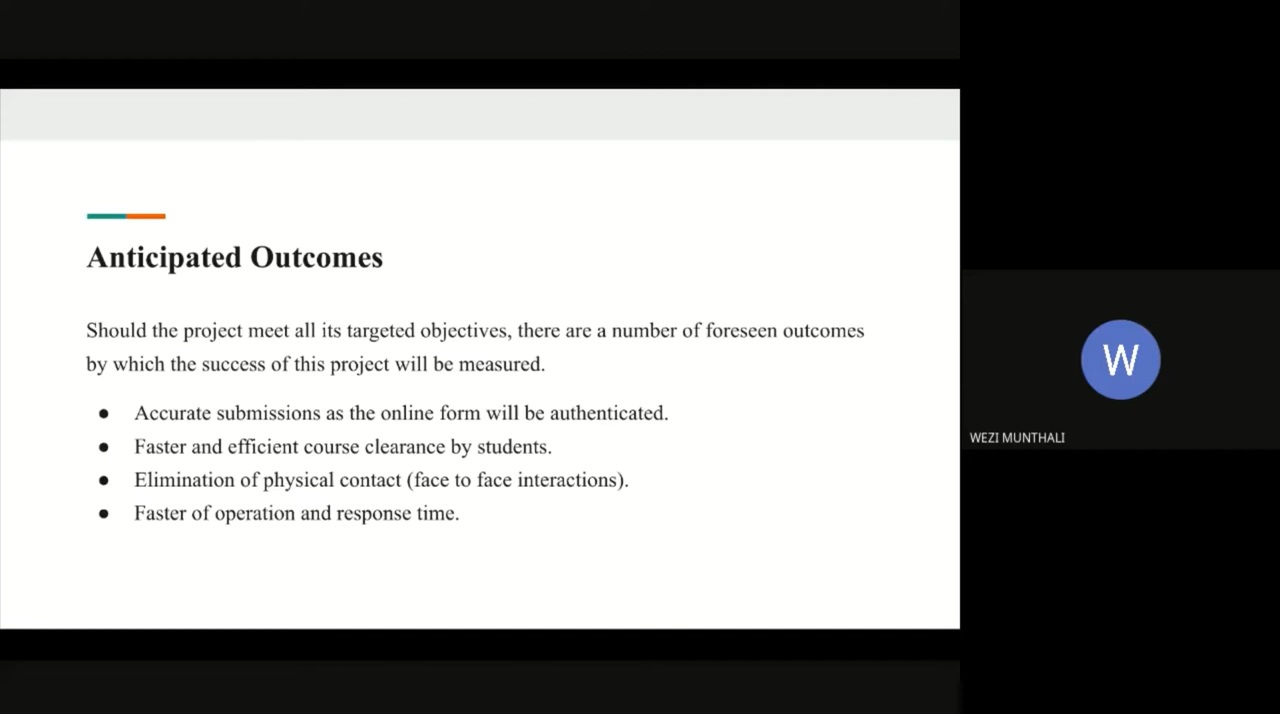 Anticipated Outcomes
Should the project meet all its targeted objectives, there are a number of foreseen outcomes
by which the success of this project will be measured.
● Accurate submissions as the online form will be authenticated.
● Faster and efficient course clearance by students.
● Elimination of physical contact (face to face interactions).
● Faster of operation and response time.
W
WEZI MUNTHALI